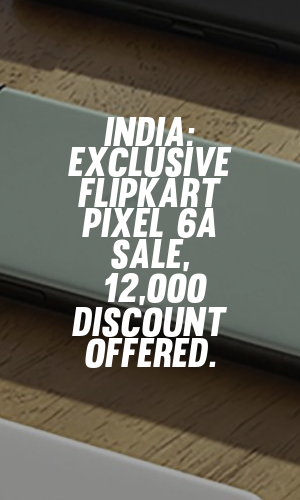 INDIA:
EXCLUSIVE
FLIPKART
PIXEL 6A
SALE,
12,000
DISCOUNT
OFFERED.